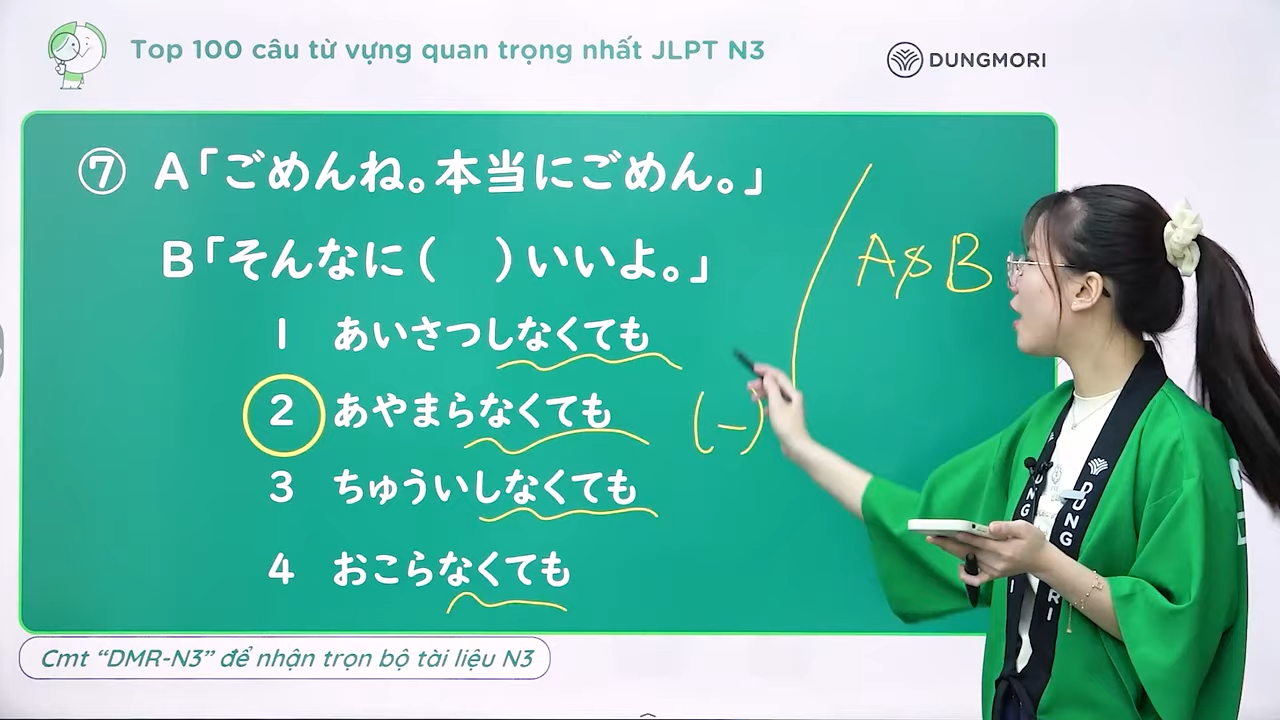 Top 100 câu từ vựng quan trọng nhất JLPT N3
DUNGMORI
⑦ A「ごめんね。本当にごめん。」
B「そんなに( )いいよ。」
1 あいさつしなくても
2 あやまらなくても
3 ちゅういしなくても
4 おこらなくても
(-)
Cmt “DMR-N3” để nhận trọn bộ tài liệu N3